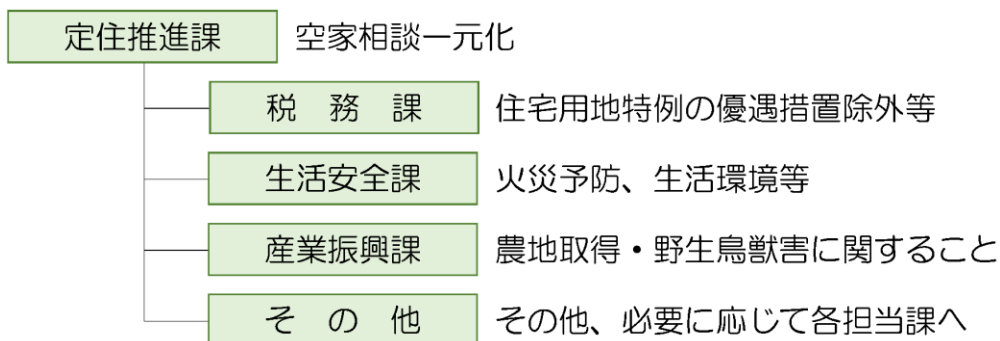 定住推進課 空家相談一元化
税務課 住宅用地特例の優遇措置除外等
生活安全課 火災予防、生活環境等
産業振興課 農地取得・野生鳥獣害に関すること
その他 その他、必要に応じて各担当課へ